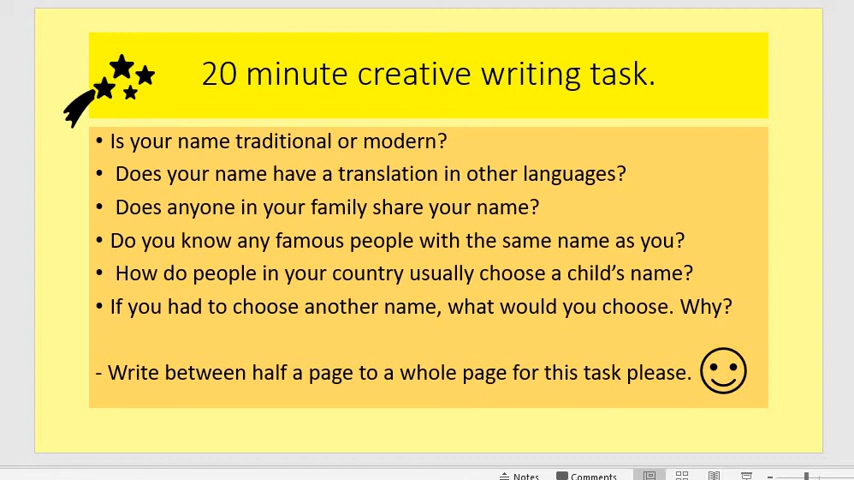 20 minute creative writing task.
• Is your name traditional or modern?
• Does your name have a translation in other languages?
• Does anyone in your family share your name?
• Do you know any famous people with the same name as you?
• How do people in your country usually choose a child's name?
• If you had to choose another name, what would you choose. Why?
- Write between half a page to a whole page for this task please.
Notes Comments